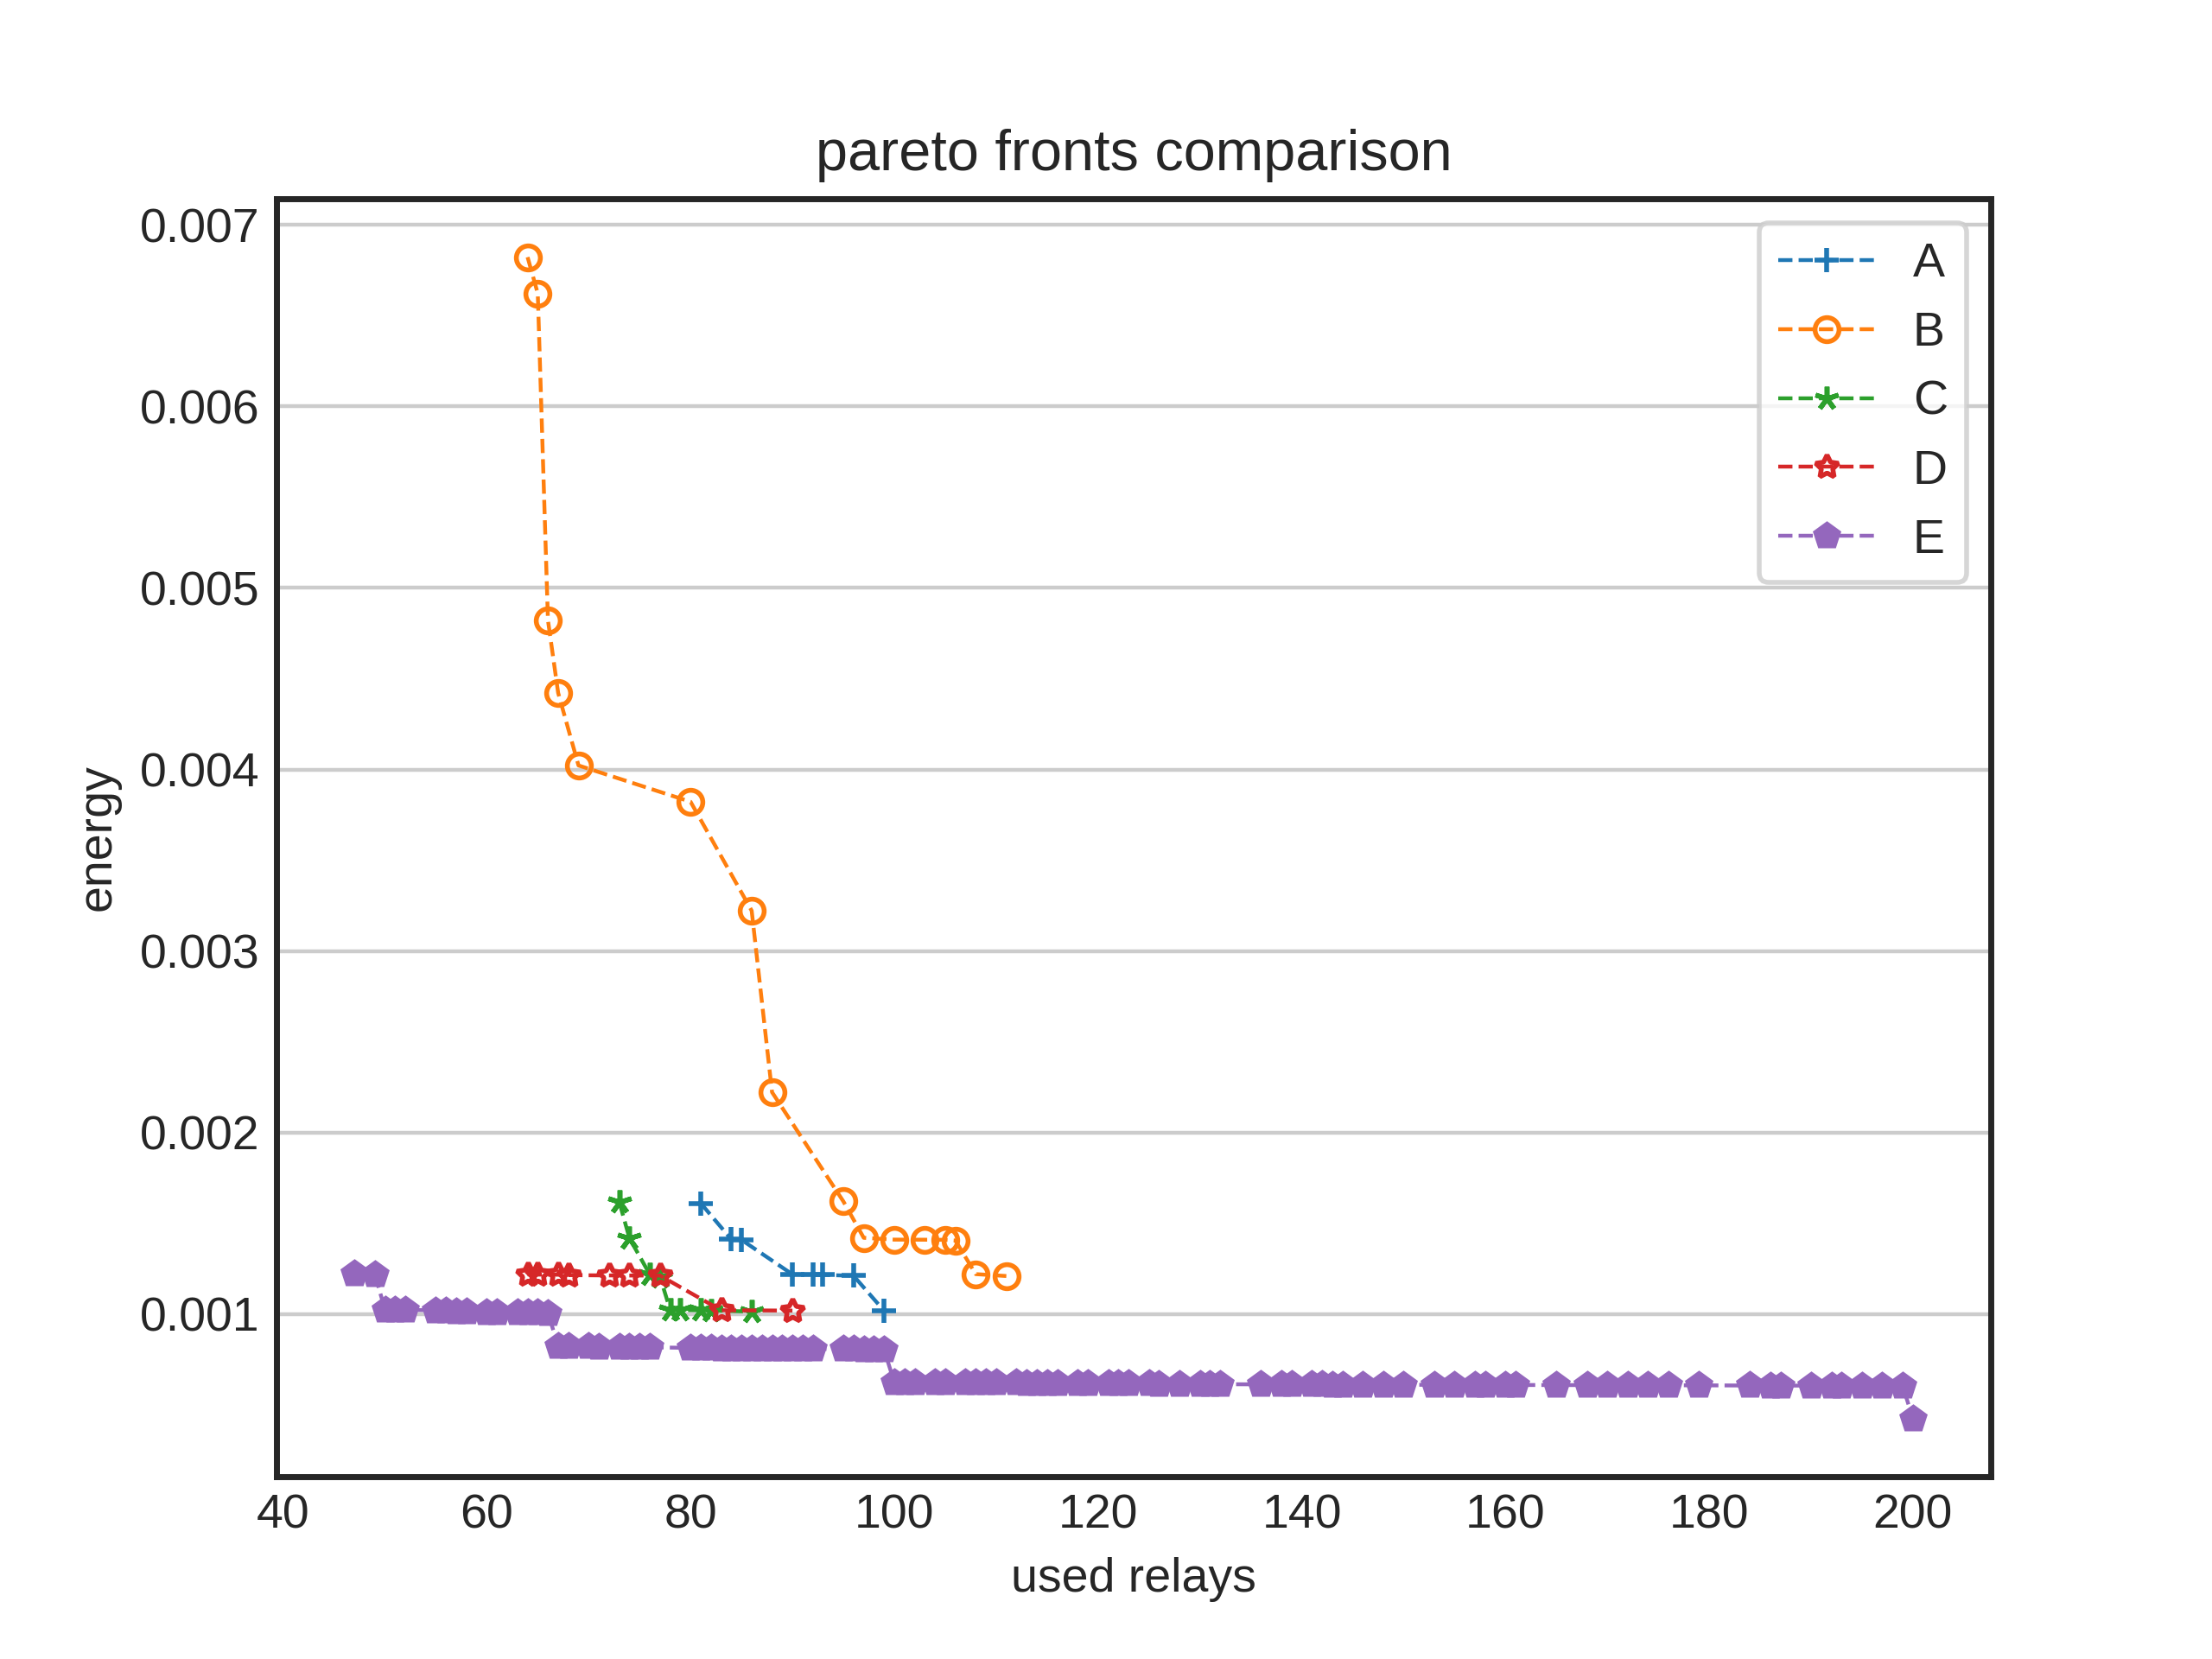 pareto fronts comparison
0.007
0.006
0.005
0.004
0.003
0.002
0.001
energy
A
B
C
D
E
40 60 80 100 120 140 160 180 200
used relays